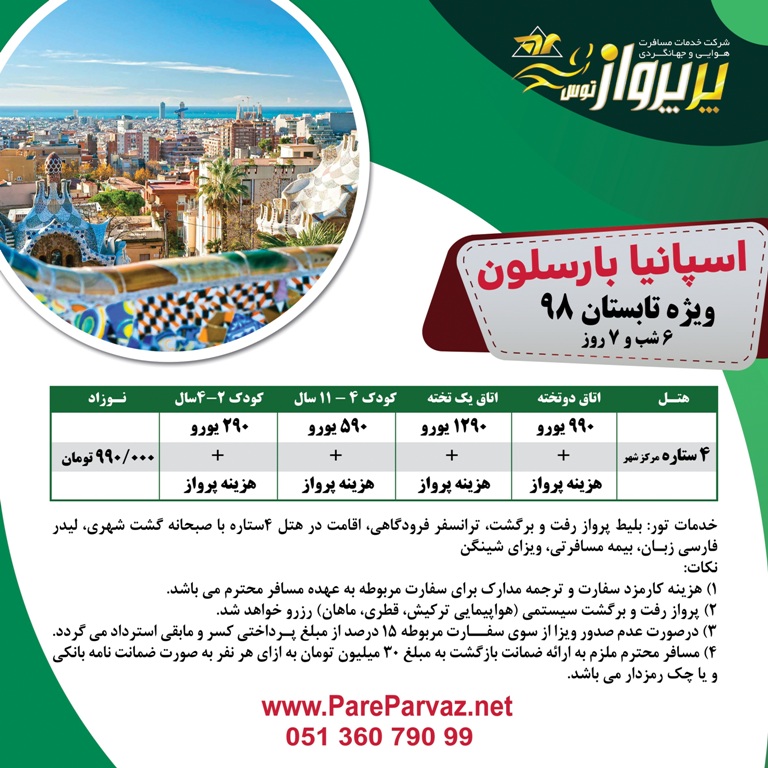 شرکت خدمات مسافرت
هوایی و جهانگردی
پرپرواز توس
اسپانیا بارسلون
ویژه تابستان ۹۸
۶ شب و ۷ روز
هتـل اتاق دوتخته اتاق یک تخته کودک ۴ - ۱۱ سال کودک ۲-۴سال نـوزاد
۴ ستاره مرکز شهر ۹۹۰ یورو + هزینه پرواز ۱۲۹۰ یورو + هزینه پرواز ۵۹۰ یورو + هزینه پرواز ۲۹۰ یورو + هزینه پرواز ۹۹۰/۰۰۰ تومان
خدمات تور: بلیط پرواز رفت و برگشت، ترانسفر فرودگاهی، اقامت در هتل ۴ستاره با صبحانه گشت شهری، لیدر
فارسی زبـان، بیمه مسافرتی، ویزای شینگن
نکات:
۱) هزینه کارمزد سفارت و ترجمه مدارک برای سفارت مربوطه به عهده مسافر محترم می باشد.
۲) پرواز رفت و برگشت سیستمی (هواپیمایی ترکیش، قطری، ماهان) رزرو خواهد شد.
۳) درصورت عدم صدور ویزا از سوی سفـــارت مربوطه ۱۵ درصد از مبلغ پـرداختی کسر و مابقی استرداد می گردد.
۴) مسافر محترم ملزم به ارائه ضمانت بازگشت به مبلغ ۳۰ میلیون تومان به ازای هر نفر به صورت ضمانت نامه بانکی
و یا چک رمزدار می باشد.
www.PareParvaz.net
051 360 790 99